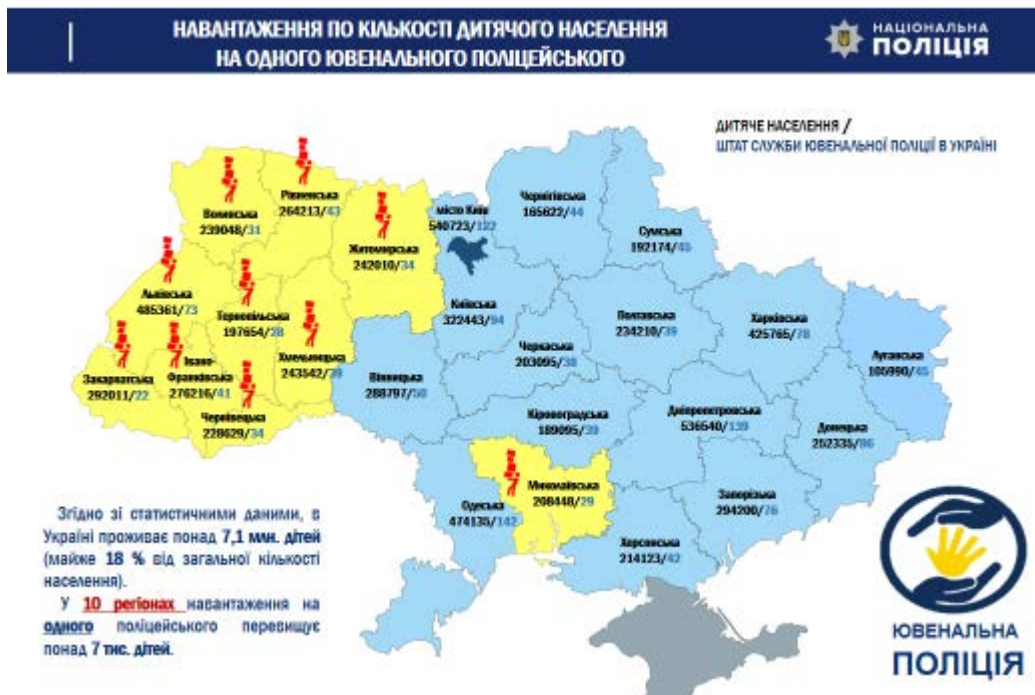 НАВАНТАЖЕННЯ ПО КІЛЬКОСТІ ДИТЯЧОГО НАСЕЛЕННЯ
НА ОДНОГО ЮВЕНАЛЬНОГО ПОЛІЦЕЙСЬКОГО
НАЦІОНАЛЬНА
ПОЛІЦІЯ
ДИТЯЧЕ НАСЕЛЕННЯ /
ШТАТ СЛУЖБИ ЮВЕНАЛЬНОЇ ПОЛІЦІЇ В УКРАЇНІ
Волинська
239048/31
Рівненська
264213/43
Житомирська
242010/34
місто Київ
540723/122
Чернігівська
165622/44
Сумська
192174/45
Львівська
485361/73
Тернопільська
197654/28
Хмельницька
243542/39
Київська
322443/94
Полтавська
234210/39
Харківська
425765/78
Луганська
105990/45
Закарпатська
292011/22
Івано-
Франківська
276216/41
Чернівецька
228629/34
Вінницька
288797/50
Черкаська
203095/38
Кіровоградська
189095/39
Дніпропетровська
536540/139
Донецька
252335/96
Одеська
474135/142
Миколаївська
208448/29
Запорізька
294200/76
Херсонська
214123/42
Згідно зі статистичними даними, в
Україні проживає понад 7,1 млн. дітей
(майже 18 % від загальної кількості
населення).
У 10 регіонах навантаження на
одного поліцейського перевищує
понад 7 тис. дітей.
ЮВЕНАЛЬНА
ПОЛІЦІЯ